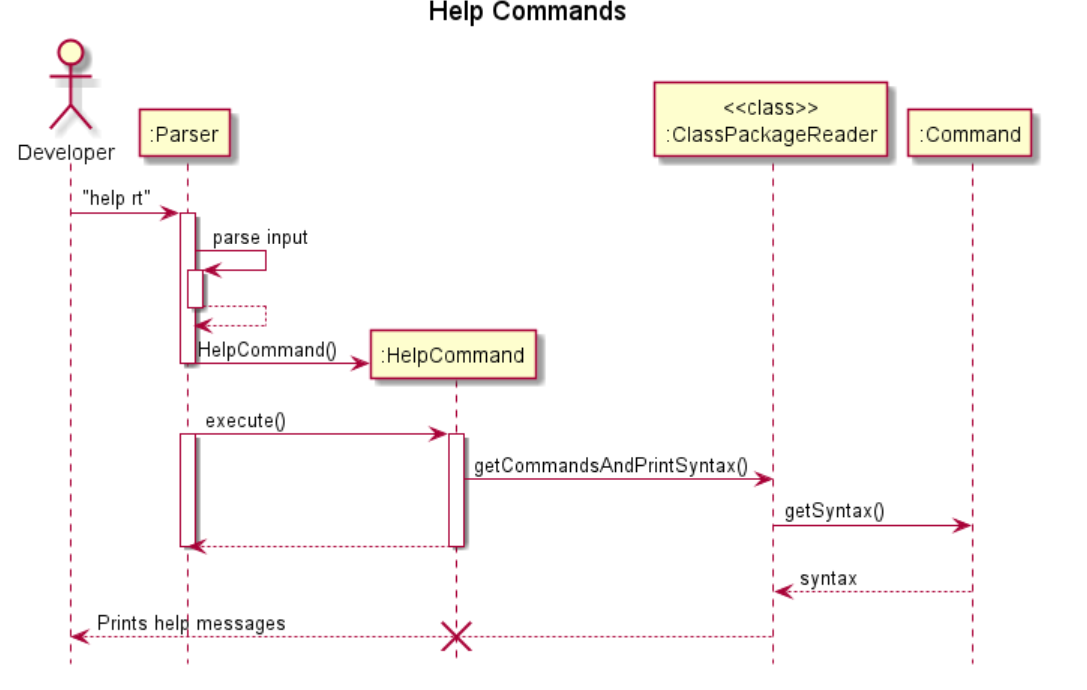 Help Commands
Developer
:Parser
<<class>>
:ClassPackageReader
:Command
"help rt"
parse input
HelpCommand()
:HelpCommand
execute()
getCommandsAndPrintSyntax()
getSyntax()
syntax
Prints help messages